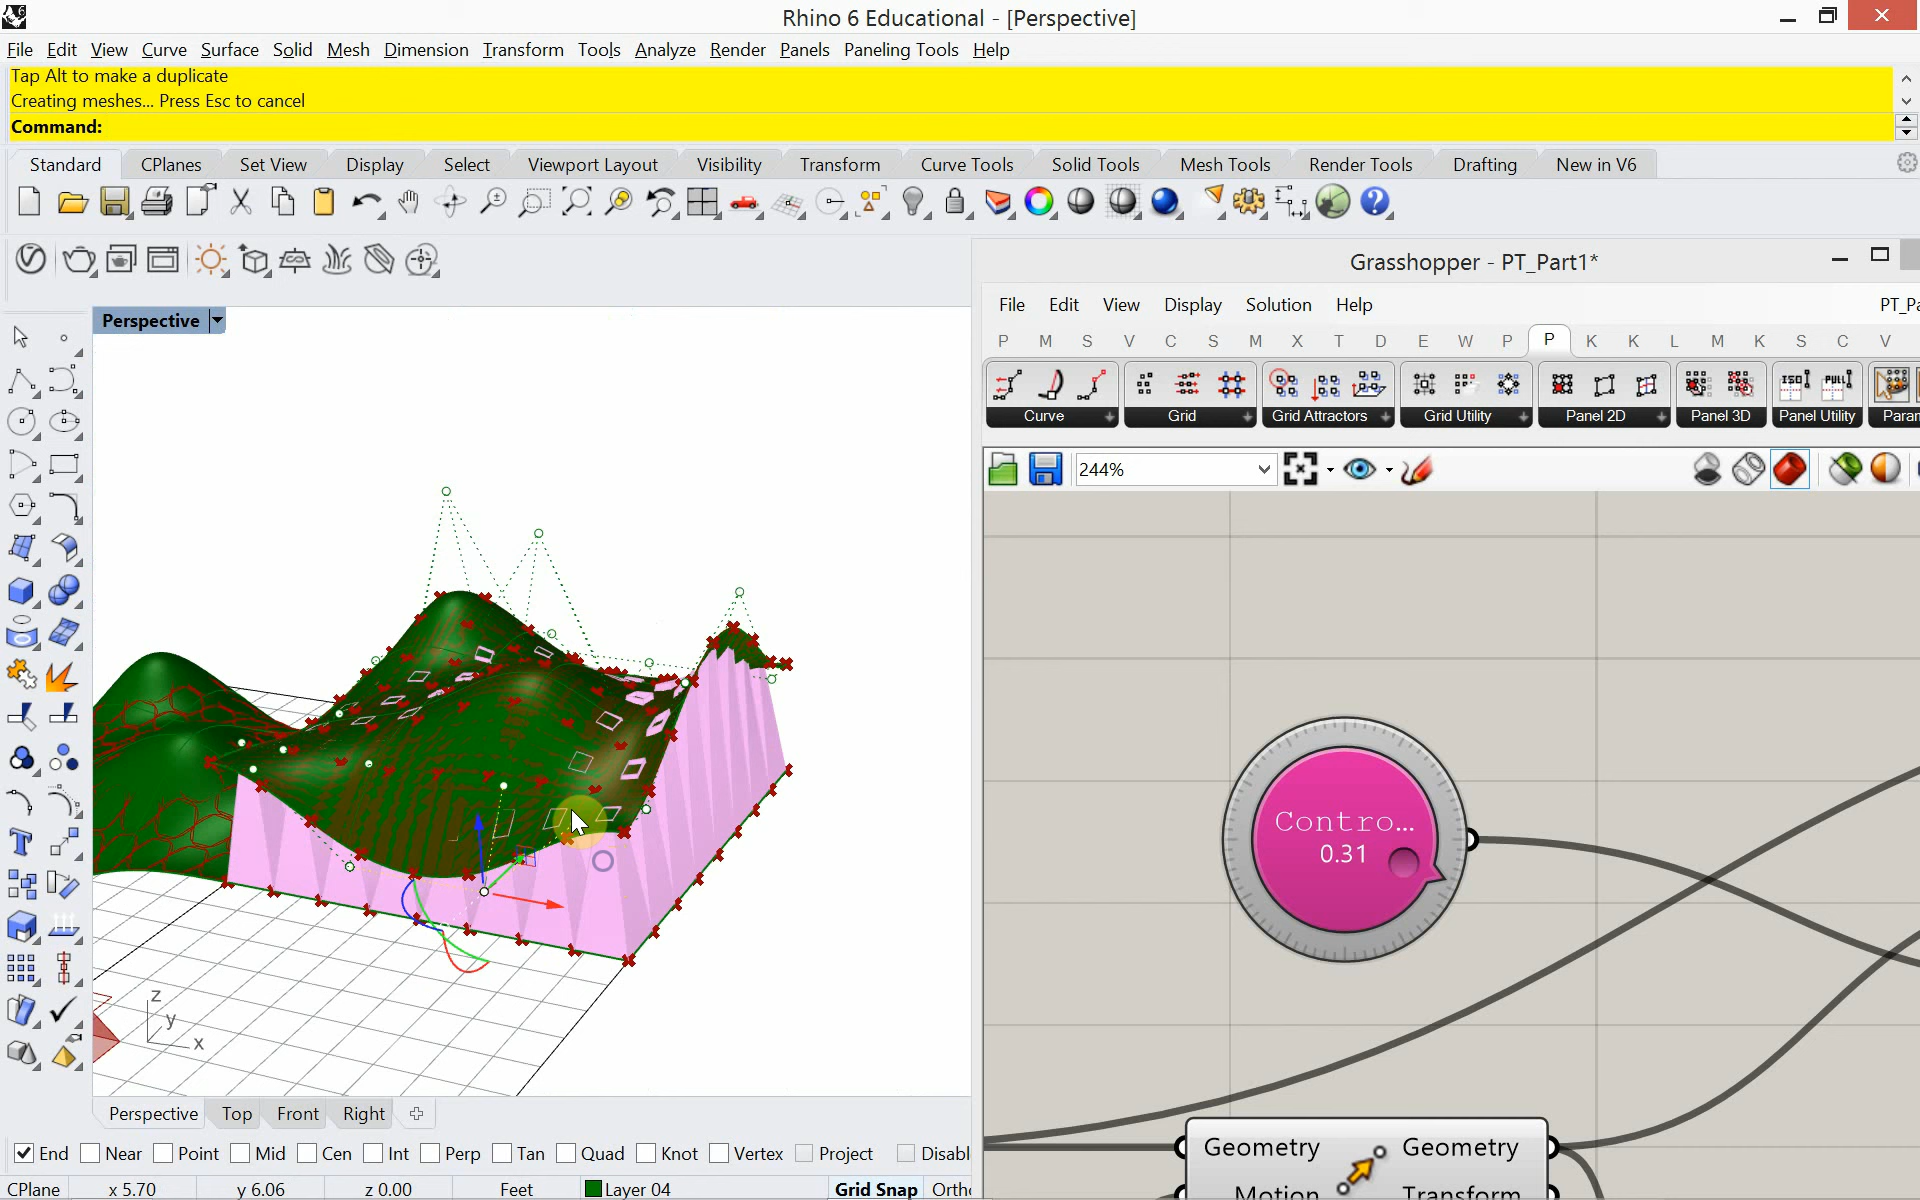 Rhino 6 Educational - [Perspective]
File Edit View Curve Surface Solid Mesh Dimension Transform Tools Analyze Render Panels Paneling Tools Help
Tap Alt to make a duplicate
Creating meshes... Press Esc to cancel
Command:
Standard CPlanes Set View Display Select Viewport Layout Visibility Transform Curve Tools Solid Tools Mesh Tools Render Tools Drafting New in V6
Grasshopper - PT_Part1*
File Edit View Display Solution Help PT_Pa
Perspective
P M S V C S M X T D E W P P K K L M K S C V
ISO PULL
Curve Grid Grid Attractors Grid Utility Panel 2D Panel 3D Panel Utility Paran
244%
Contro...
0.31
z
y
x
Perspective Top Front Right
Geometry Geometry
Motion Transform
End Near Point Mid Cen Int Perp Tan Quad Knot Vertex Project Disabl
CPlane x 5.70 y 6.06 z 0.00 Feet Layer 04 Grid Snap Ortho